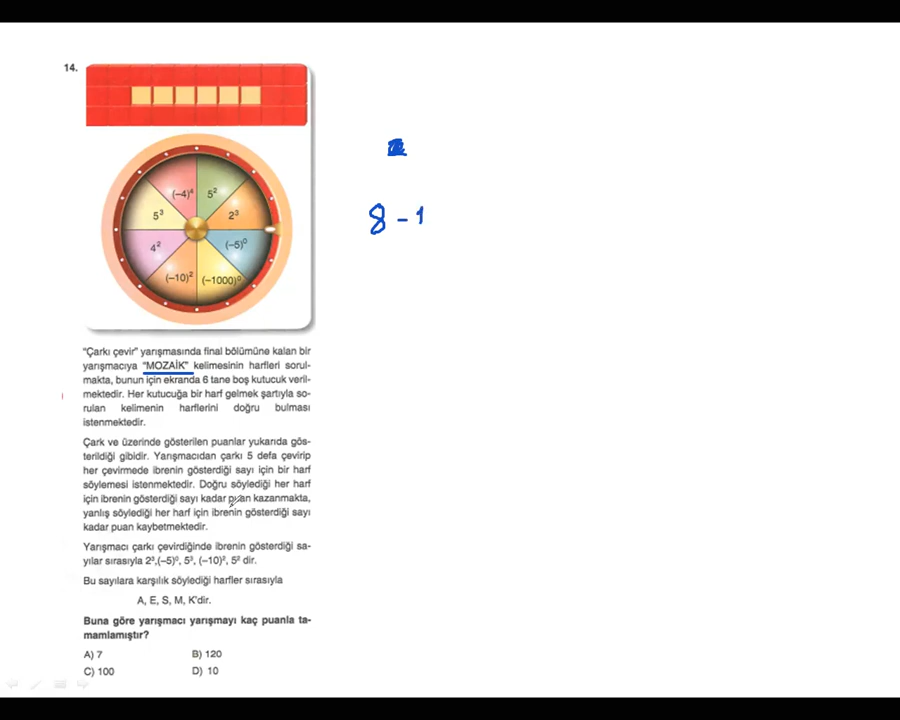 14.
(−4)⁴
5²
5³
2³
4²
(−5)⁰
(−10)²
(−1000)⁰
8 − 1
"Çarkı çevir" yarışmasında final bölümüne kalan bir
yarışmacıya "MOZAİK" kelimesinin harfleri sorul-
makta, bunun için ekranda 6 tane boş kutucuk veril-
mektedir. Her kutucuğa bir harf gelmek şartıyla so-
rulan kelimenin harflerini doğru bulması
istenmektedir.
Çark ve üzerinde gösterilen puanlar yukarıda gös-
terildiği gibidir. Yarışmacıdan çarkı 5 defa çevirip
her çevirmede ibrenin gösterdiği sayı için bir harf
söylemesi istenmektedir. Doğru söylediği her harf
için ibrenin gösterdiği sayı kadar puan kazanmakta,
yanlış söylediği her harf için ibrenin gösterdiği sayı
kadar puan kaybetmektedir.
Yarışmacı çarkı çevirdiğinde ibrenin gösterdiği sa-
yılar sırasıyla 2³,(−5)⁰, 5³, (−10)², 5² dir.
Bu sayılara karşılık söylediği harfler sırasıyla
A, E, S, M, K'dir.
Buna göre yarışmacı yarışmayı kaç puanla ta-
mamlamıştır?
A) 7 B) 120
C) 100 D) 10